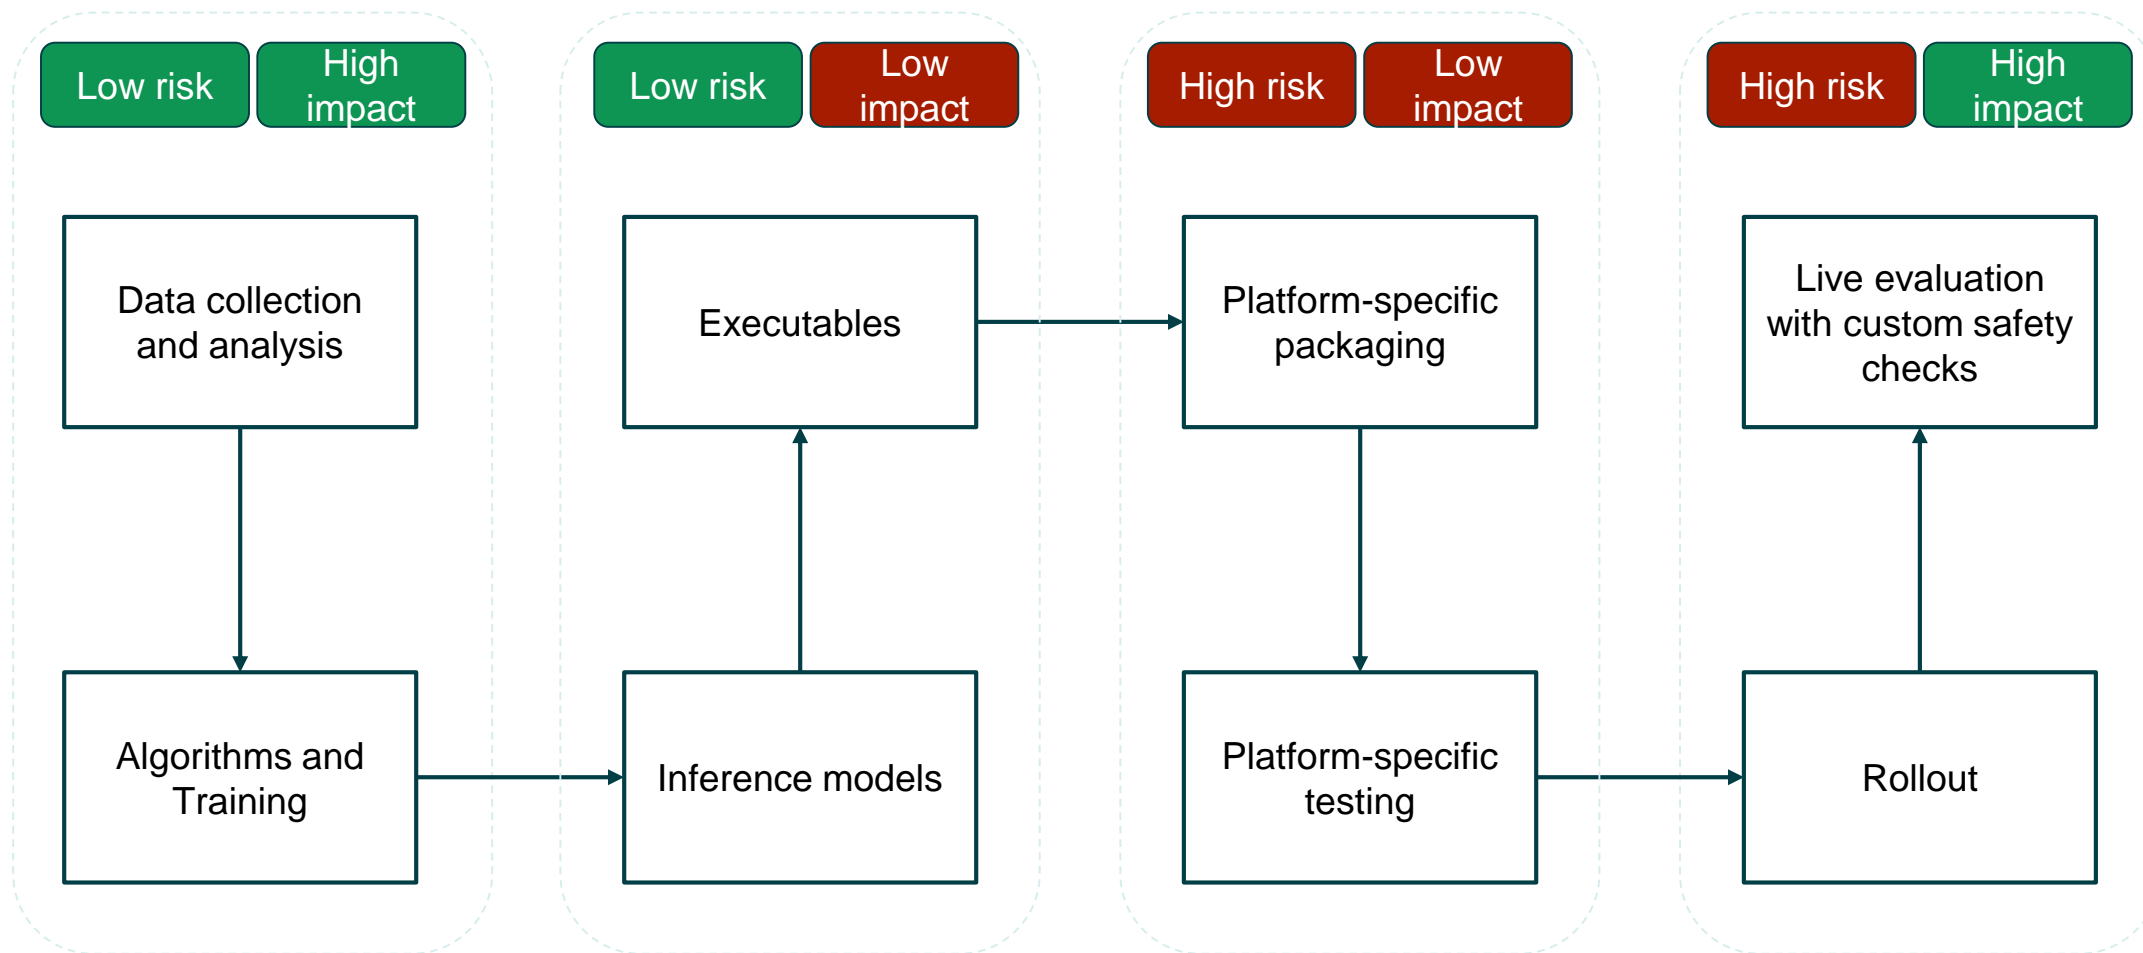 Low risk
High
impact
Low risk
Low
impact
High risk
Low
impact
High risk
High
impact
Data collection
and analysis
Executables
Platform-specific
packaging
Live evaluation
with custom safety
checks
Algorithms and
Training
Inference models
Platform-specific
testing
Rollout